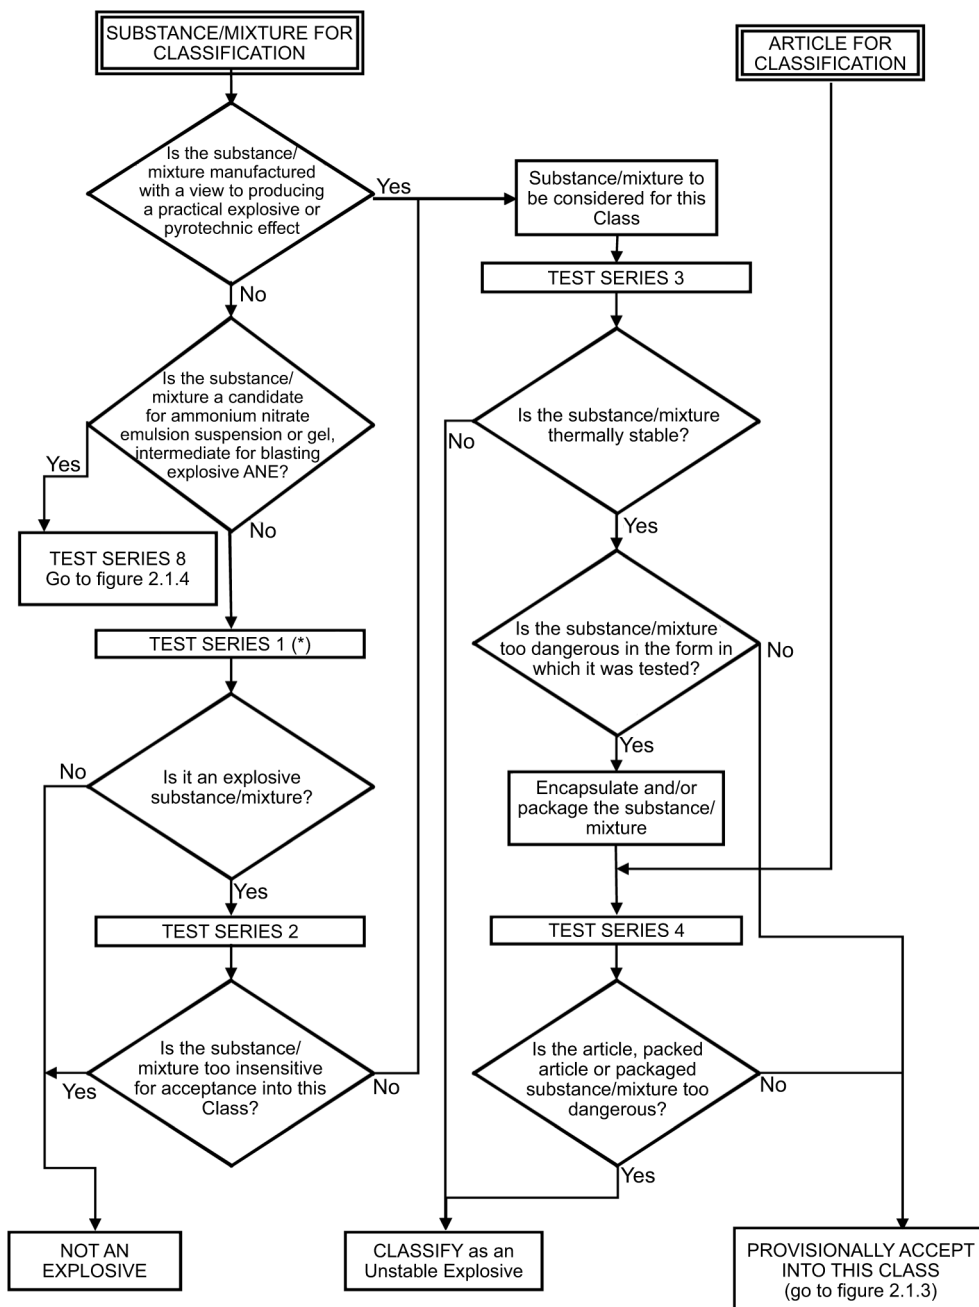 SUBSTANCE/MIXTURE FOR
CLASSIFICATION
ARTICLE FOR
CLASSIFICATION
Is the substance/
mixture manufactured
with a view to producing
a practical explosive or
pyrotechnic effect
Yes
No
Substance/mixture to
be considered for this
Class
TEST SERIES 3
Is the substance/
mixture a candidate
for ammonium nitrate
emulsion suspension or gel,
intermediate for blasting
explosive ANE?
Yes
No
TEST SERIES 8
Go to figure 2.1.4
Is the substance/mixture
thermally stable?
No
Yes
TEST SERIES 1 (*)
Is the substance/mixture
too dangerous in the form in
which it was tested?
No
Yes
Is it an explosive
substance/mixture?
No
Yes
Encapsulate and/or
package the substance/
mixture
TEST SERIES 2
TEST SERIES 4
Is the substance/
mixture too insensitive
for acceptance into this
Class?
Yes
No
Is the article, packed
article or packaged
substance/mixture too
dangerous?
No
Yes
NOT AN
EXPLOSIVE
CLASSIFY as an
Unstable Explosive
PROVISIONALLY ACCEPT
INTO THIS CLASS
(go to figure 2.1.3)